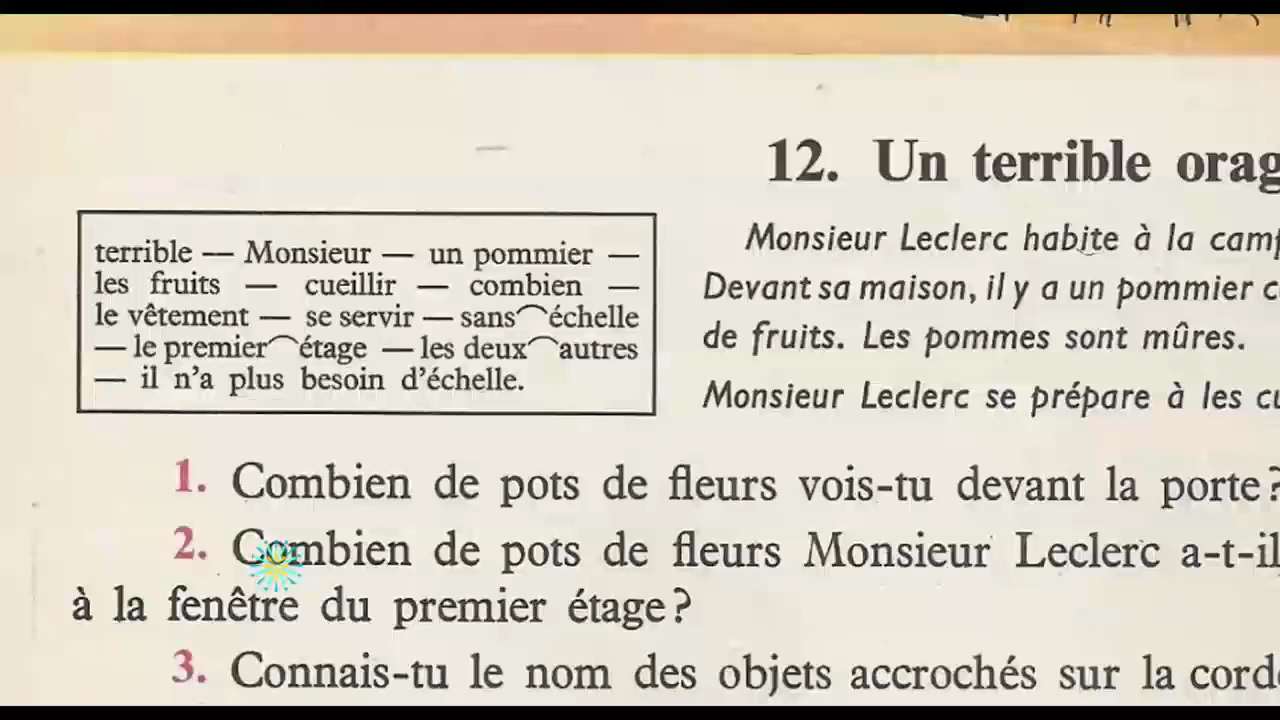 12. Un terrible
terrible — Monsieur — un pommier —
les fruits — cueillir — combien —
le vêtement — se servir — sans‿échelle
— le premier‿étage — les deux‿autres
— il n'a plus besoin d'échelle.
Monsieur Leclerc habite à la
Devant sa maison, il y a un pommier
de fruits. Les pommes sont mûres.
Monsieur Leclerc se prépare à les
1. Combien de pots de fleurs vois-tu devant la porte?
2. Combien de pots de fleurs Monsieur Leclerc a-t-il
à la fenêtre du premier étage?
3. Connais-tu le nom des objets accrochés sur la